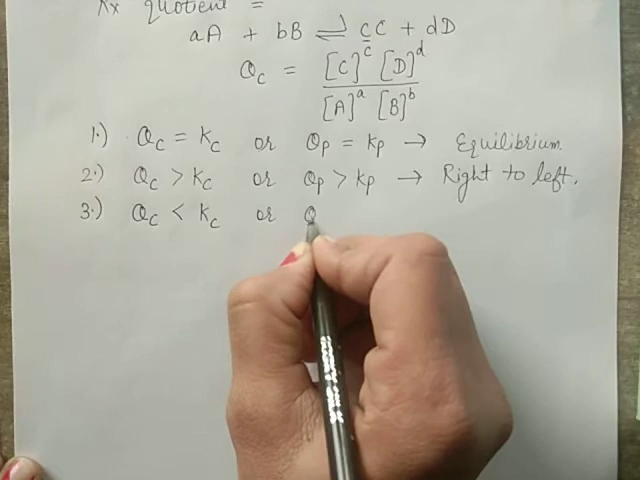 Rx quotient =
aA + bB ⇌ cC + dD
Qc = [C]^c [D]^d / [A]^a [B]^b
1.) Qc = Kc or Qp = Kp → Equilibrium.
2.) Qc > Kc or Qp > Kp → Right to left.
3.) Qc < Kc or Q